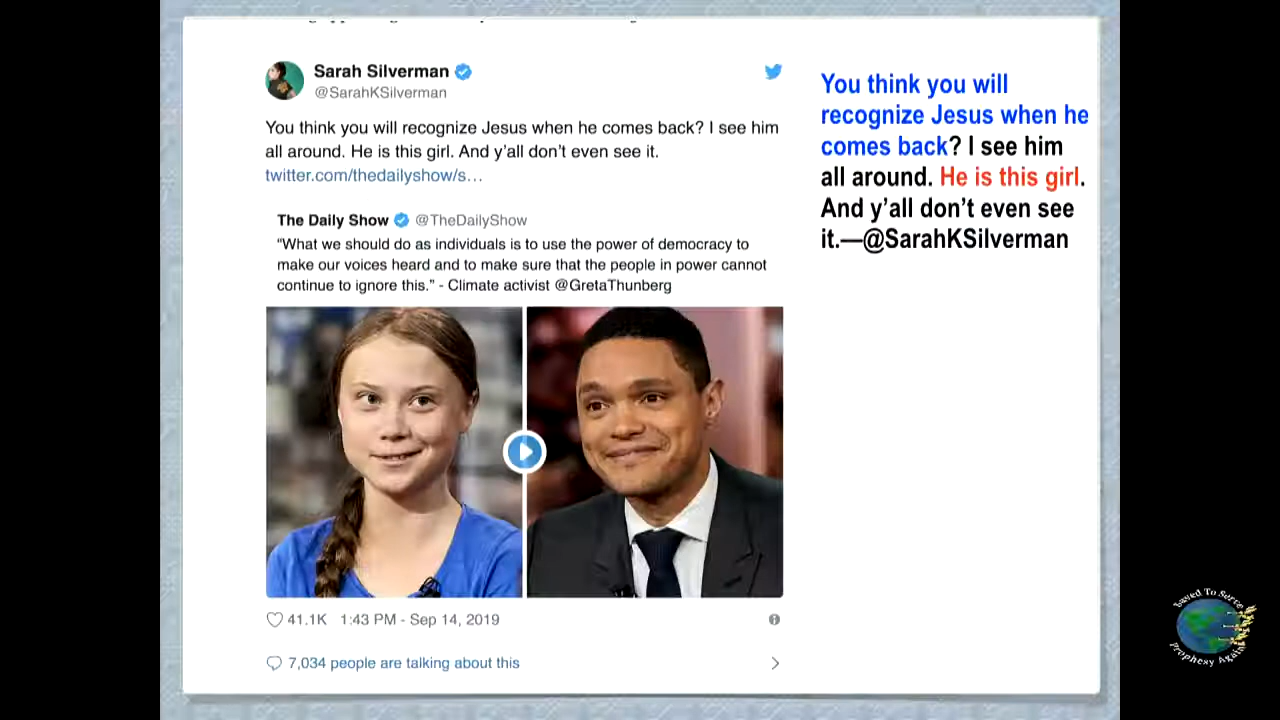 Sarah Silverman
@SarahKSilverman
You think you will recognize Jesus when he comes back? I see him
all around. He is this girl. And y’all don’t even see it.
twitter.com/thedailyshow/s…
The Daily Show @TheDailyShow
“What we should do as individuals is to use the power of democracy to
make our voices heard and to make sure that the people in power cannot
continue to ignore this.” - Climate activist @GretaThunberg
41.1K 1:43 PM - Sep 14, 2019
7,034 people are talking about this
You think you will
recognize Jesus when he
comes back? I see him
all around. He is this girl.
And y’all don’t even see
it.—@SarahKSilverman
Saved To Serve
Prophesy Again